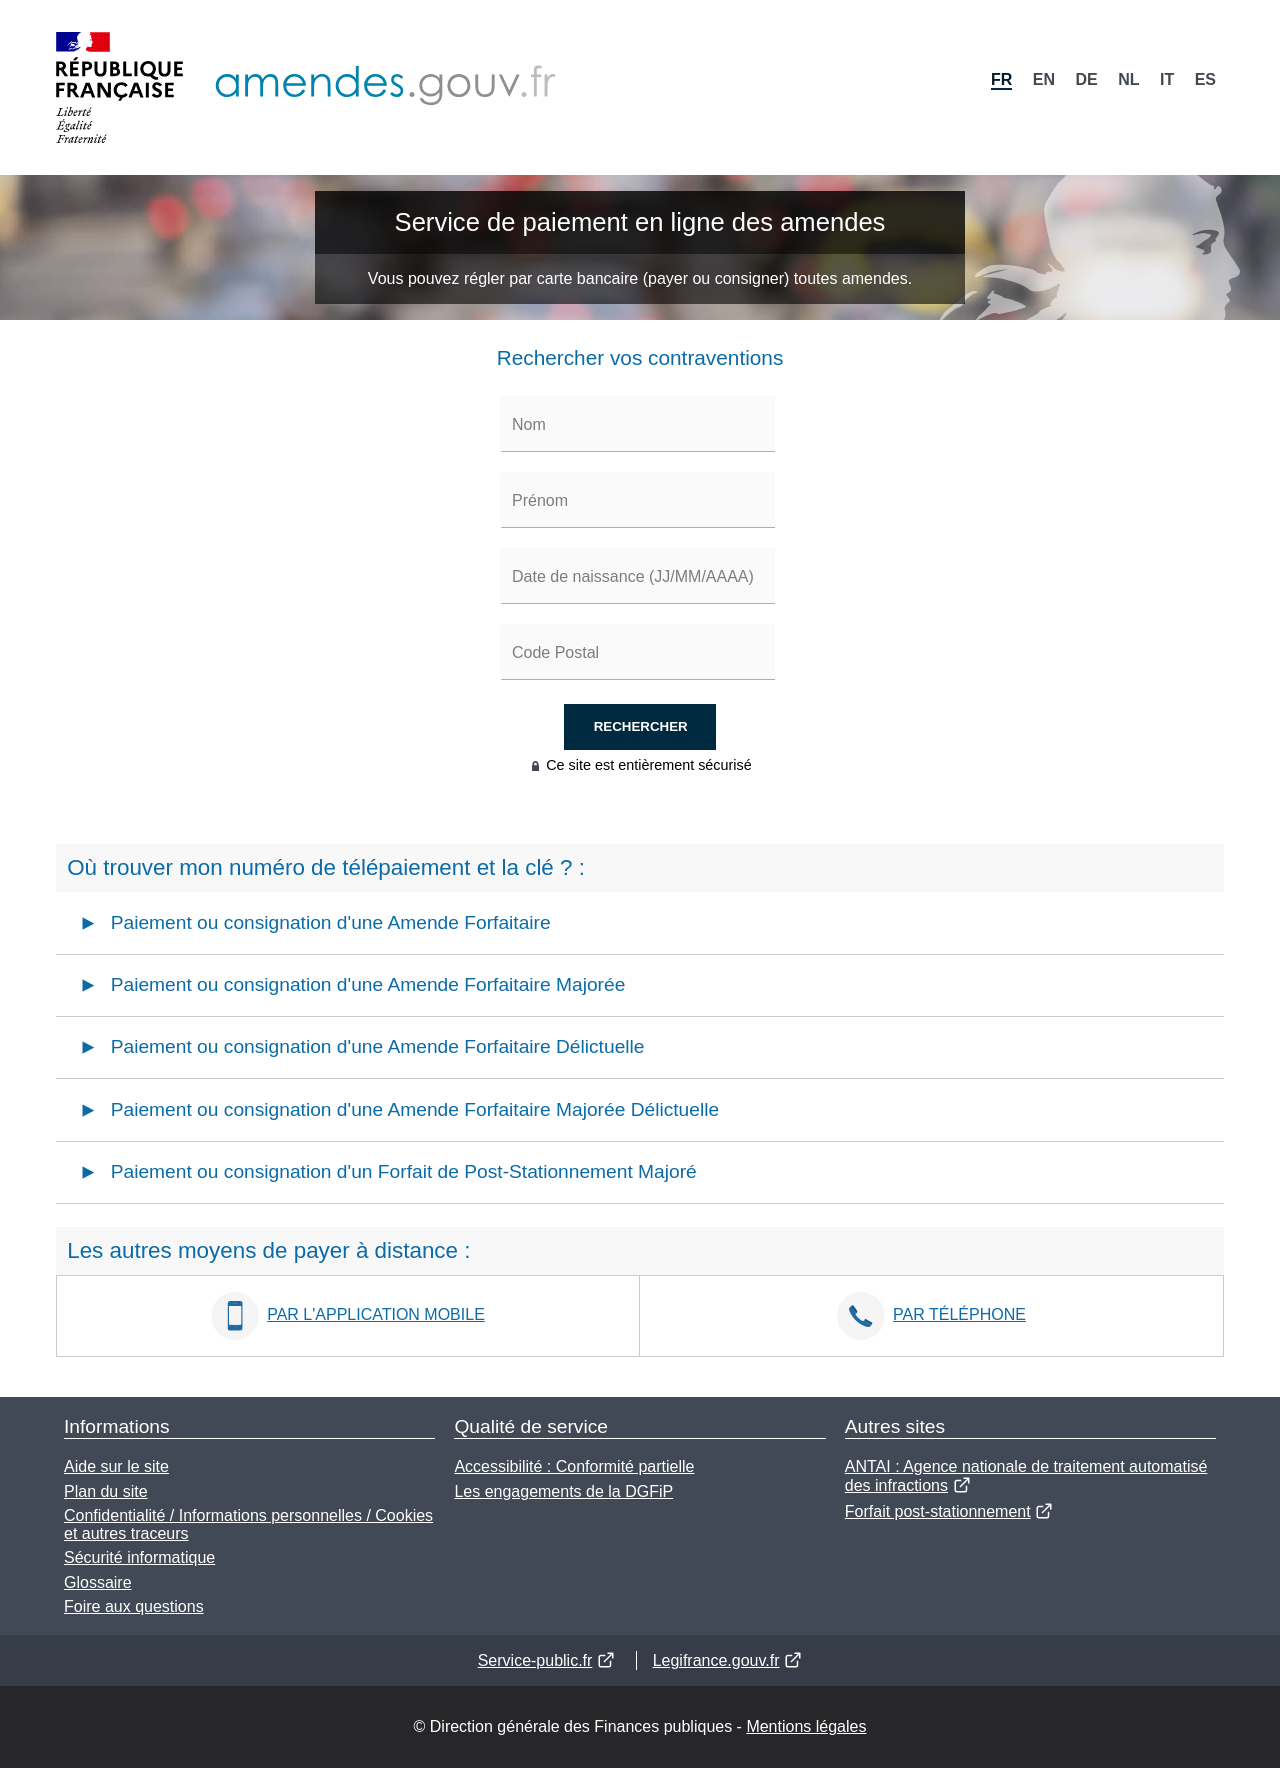 RÉPUBLIQUE
FRANÇAISE
Liberté
Égalité
Fraternité
amendes.gouv.fr
FR EN DE NL IT ES
Service de paiement en ligne des amendes
Vous pouvez régler par carte bancaire (payer ou consigner) toutes amendes.
Rechercher vos contraventions
Nom
Prénom
Date de naissance (JJ/MM/AAAA)
Code Postal
RECHERCHER
Ce site est entièrement sécurisé
Où trouver mon numéro de télépaiement et la clé ? :
► Paiement ou consignation d'une Amende Forfaitaire
► Paiement ou consignation d'une Amende Forfaitaire Majorée
► Paiement ou consignation d'une Amende Forfaitaire Délictuelle
► Paiement ou consignation d'une Amende Forfaitaire Majorée Délictuelle
► Paiement ou consignation d'un Forfait de Post-Stationnement Majoré
Les autres moyens de payer à distance :
PAR L'APPLICATION MOBILE
PAR TÉLÉPHONE
Informations
Aide sur le site
Plan du site
Confidentialité / Informations personnelles / Cookies
et autres traceurs
Sécurité informatique
Glossaire
Foire aux questions
Qualité de service
Accessibilité : Conformité partielle
Les engagements de la DGFiP
Autres sites
ANTAI : Agence nationale de traitement automatisé
des infractions
Forfait post-stationnement
Service-public.fr
Legifrance.gouv.fr
© Direction générale des Finances publiques - Mentions légales